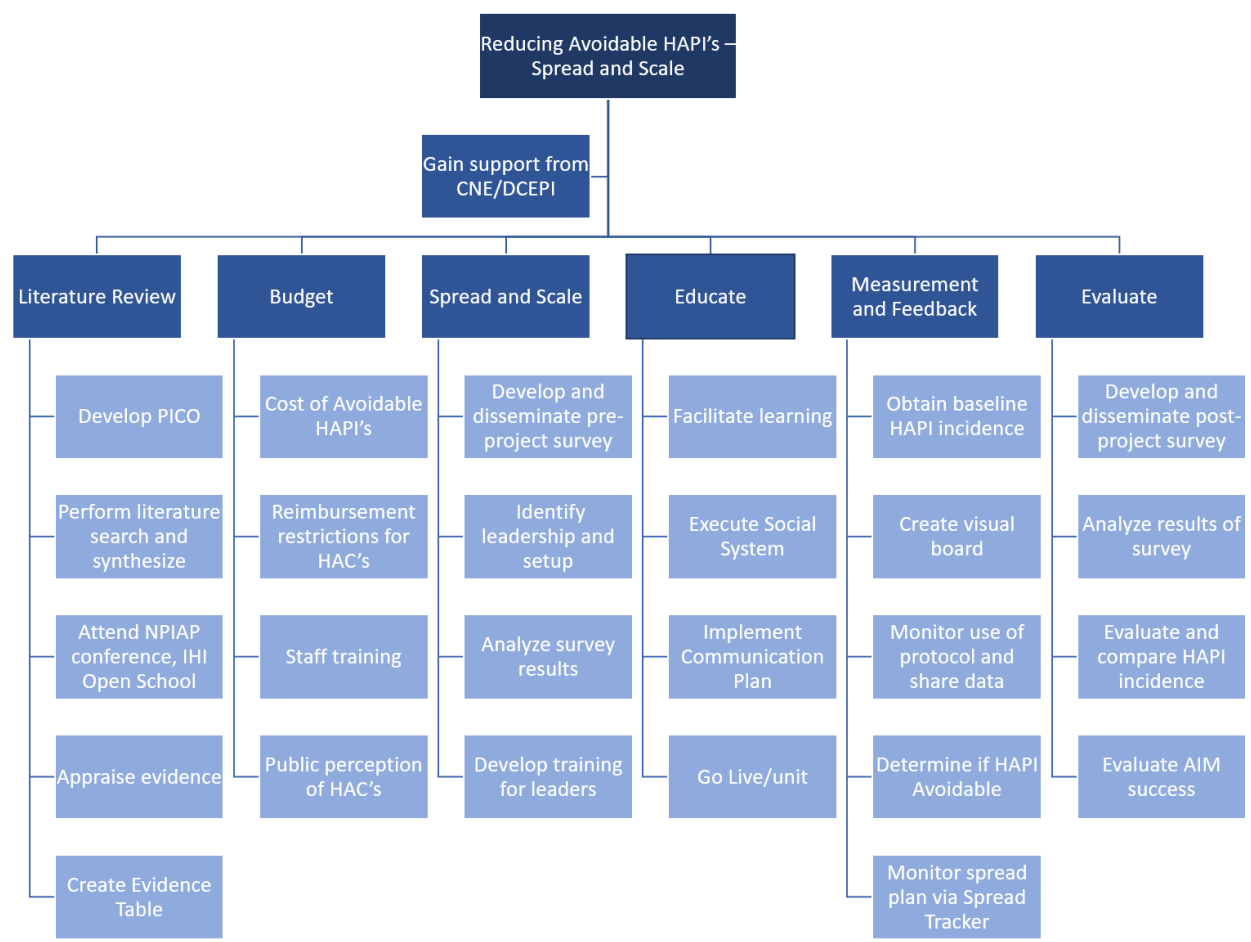 Reducing Avoidable HAPI's –
Spread and Scale
Gain support from
CNE/DCEPI
Literature Review
Budget
Spread and Scale
Educate
Measurement
and Feedback
Evaluate
Develop PICO
Perform literature
search and
synthesize
Attend NPIAP
conference, IHI
Open School
Appraise evidence
Create Evidence
Table
Cost of Avoidable
HAPI's
Reimbursement
restrictions for
HAC's
Staff training
Public perception
of HAC's
Develop and
disseminate pre-
project survey
Identify
leadership and
setup
Analyze survey
results
Develop training
for leaders
Facilitate learning
Execute Social
System
Implement
Communication
Plan
Go Live/unit
Obtain baseline
HAPI incidence
Create visual
board
Monitor use of
protocol and
share data
Determine if HAPI
Avoidable
Monitor spread
plan via Spread
Tracker
Develop and
disseminate post-
project survey
Analyze results of
survey
Evaluate and
compare HAPI
incidence
Evaluate AIM
success